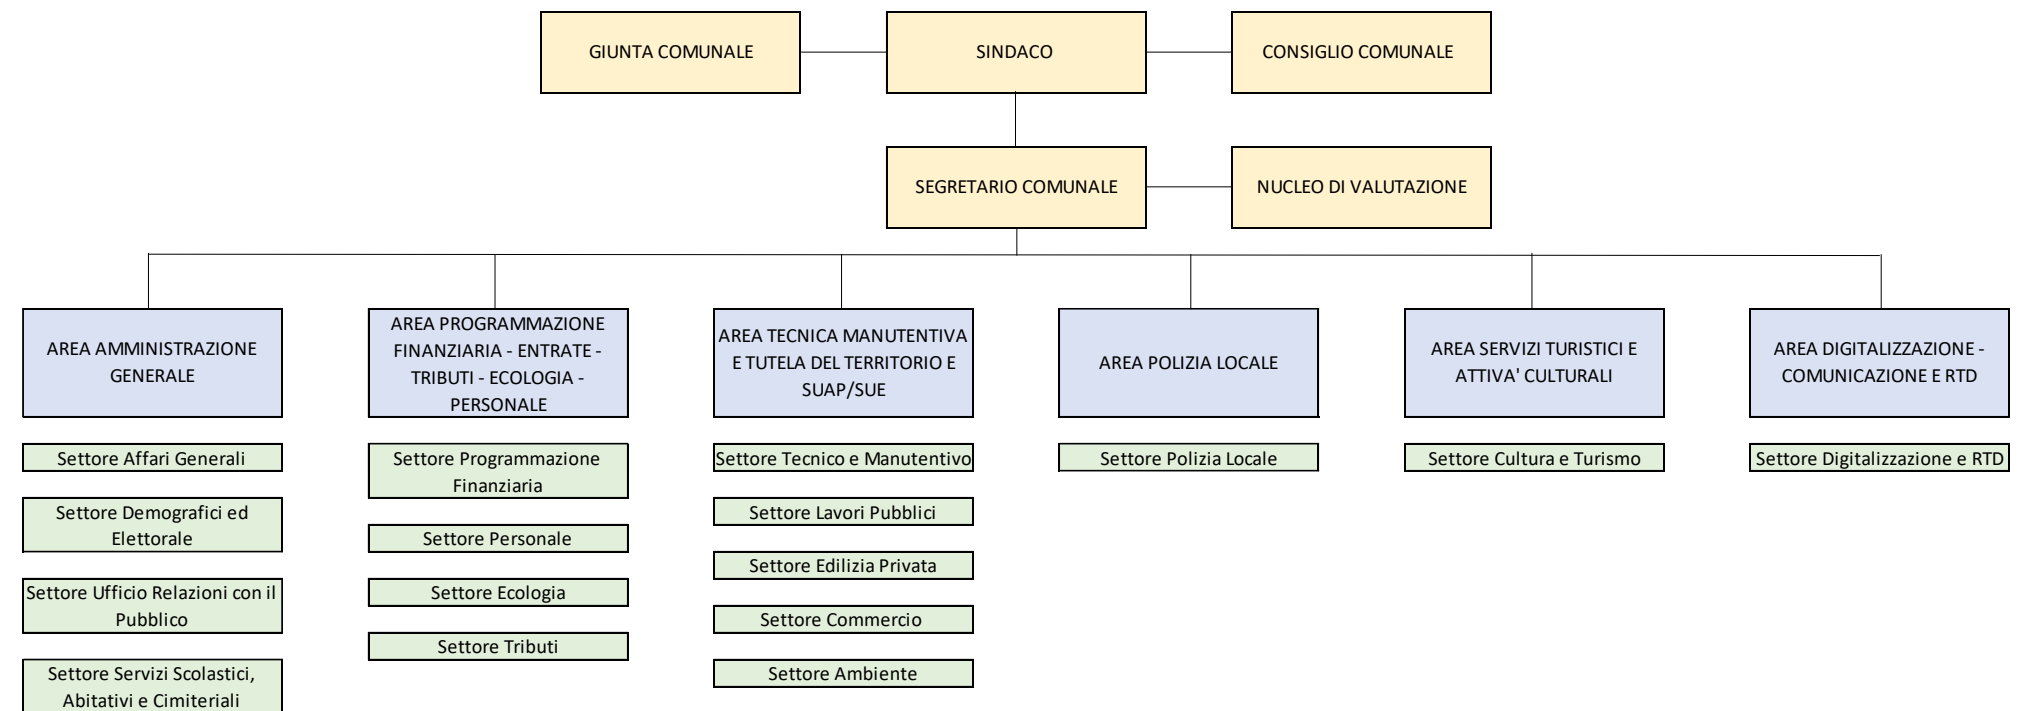 GIUNTA COMUNALE
SINDACO
CONSIGLIO COMUNALE
SEGRETARIO COMUNALE
NUCLEO DI VALUTAZIONE
AREA AMMINISTRAZIONE
GENERALE
AREA PROGRAMMAZIONE
FINANZIARIA - ENTRATE -
TRIBUTI - ECOLOGIA -
PERSONALE
AREA TECNICA MANUTENTIVA
E TUTELA DEL TERRITORIO E
SUAP/SUE
AREA POLIZIA LOCALE
AREA SERVIZI TURISTICI E
ATTIVA' CULTURALI
AREA DIGITALIZZAZIONE -
COMUNICAZIONE E RTD
Settore Affari Generali
Settore Demografici ed
Elettorale
Settore Ufficio Relazioni con il
Pubblico
Settore Servizi Scolastici,
Abitativi e Cimiteriali
Settore Programmazione
Finanziaria
Settore Personale
Settore Ecologia
Settore Tributi
Settore Tecnico e Manutentivo
Settore Lavori Pubblici
Settore Edilizia Privata
Settore Commercio
Settore Ambiente
Settore Polizia Locale
Settore Cultura e Turismo
Settore Digitalizzazione e RTD